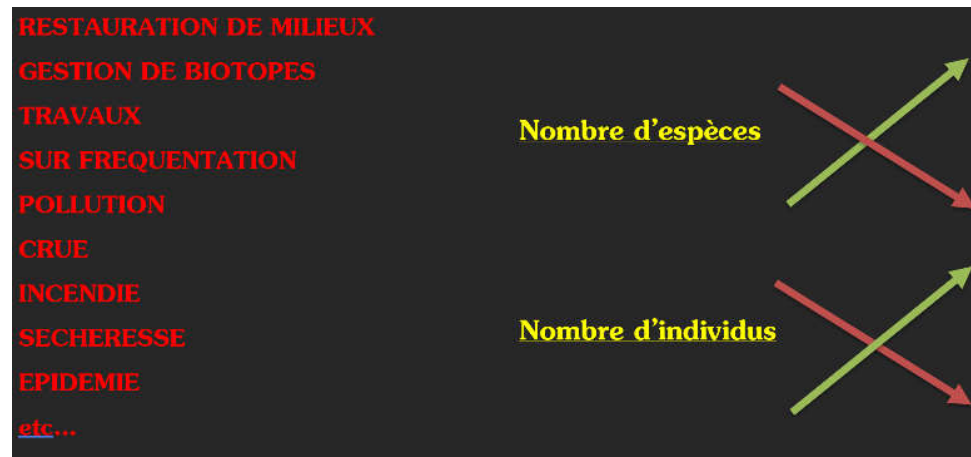 RESTAURATION DE MILIEUX
GESTION DE BIOTOPES
TRAVAUX
SUR FREQUENTATION
POLLUTION
CRUE
INCENDIE
SECHERESSE
EPIDEMIE
etc...
Nombre d'espèces
Nombre d'individus